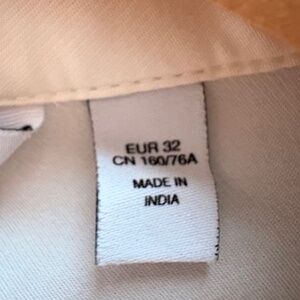 EUR 32
CN 160/76A
MADE IN
INDIA